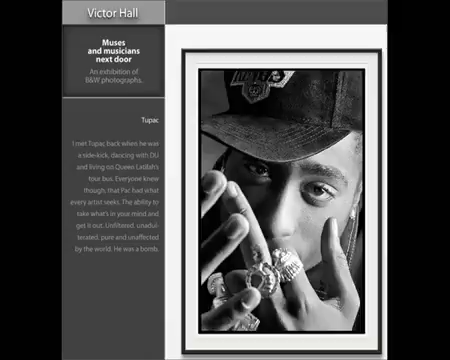 Victor Hall
Muses
and musicians
next door
An exhibition of
B&W photographs.
Tupac
I met Tupac back when he was
a side-kick, dancing with DU
and living on Queen Latifah's
tour bus. Everyone knew
though, that Pac had what
every artist seeks. The ability to
take what's in your mind and
get it out. Unfiltered, unadul-
terated, pure and unaffected
by the world. He was a bomb.
KINGS